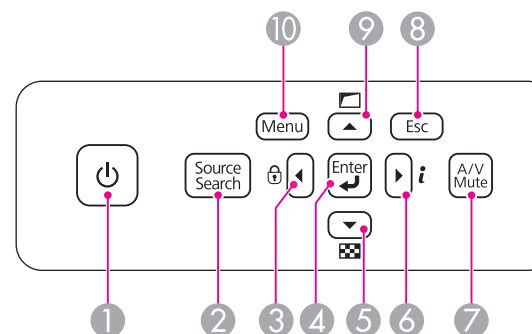 10 9 8
Menu Esc
Source
Search
Enter
i
A/V
Mute
1 2 3 4 5 6 7